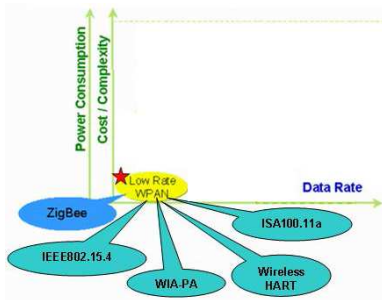 Power Consumption
Cost / Complexity
Low Rate
WPAN
Data Rate
ZigBee
ISA100.11a
IEEE802.15.4
WIA-PA
Wireless
HART